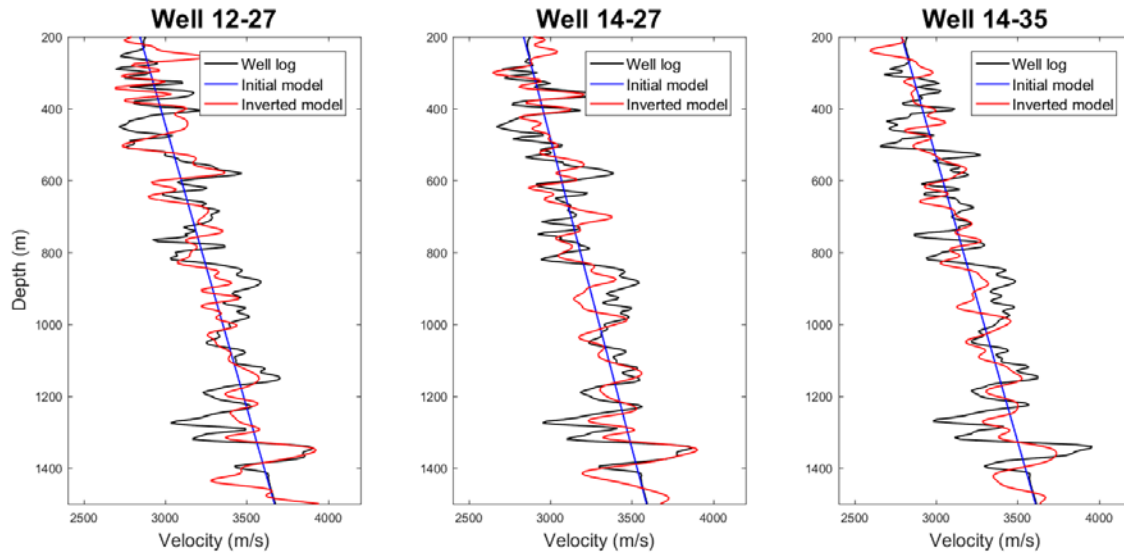 Well 12-27
Well 14-27
Well 14-35
200
400
600
800
1000
1200
1400
Depth (m)
Well log
Initial model
Inverted model
2500 3000 3500 4000
Velocity (m/s)
200
400
600
800
1000
1200
1400
Well log
Initial model
Inverted model
2500 3000 3500 4000
Velocity (m/s)
200
400
600
800
1000
1200
1400
Well log
Initial model
Inverted model
2500 3000 3500 4000
Velocity (m/s)